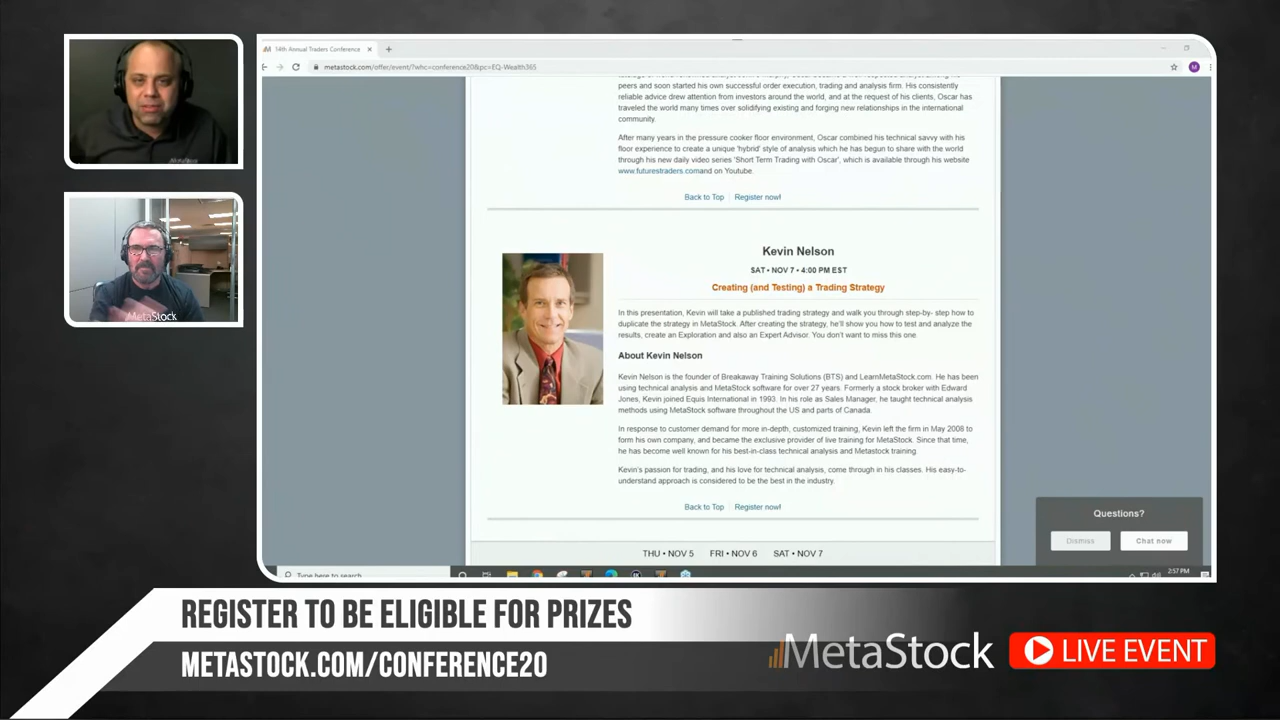 14th Annual Traders Conference
metastock.com/offer/event/?whc=conference20&pc=EQ-Wealth365
peers and soon started his own successful order execution, trading and analysis firm. His consistently
reliable advice drew attention from investors around the world, and at the request of his clients, Oscar has
traveled the world many times over solidifying existing and forging new relationships in the international
community.
After many years in the pressure cooker floor environment, Oscar combined his technical savvy with his
floor experience to create a unique 'hybrid' style of analysis which he has begun to share with the world
through his new daily video series 'Short Term Trading with Oscar', which is available through his website
www.futurestraders.comand on Youtube.
Back to Top Register now!
Kevin Nelson
SAT • NOV 7 • 4:00 PM EST
Creating (and Testing) a Trading Strategy
In this presentation, Kevin will take a published trading strategy and walk you through step-by- step how to
duplicate the strategy in MetaStock. After creating the strategy, he'll show you how to test and analyze the
results, create an Exploration and also an Expert Advisor. You don't want to miss this one.
About Kevin Nelson
Kevin Nelson is the founder of Breakaway Training Solutions (BTS) and LearnMetaStock.com. He has been
using technical analysis and MetaStock software for over 27 years. Formerly a stock broker with Edward
Jones, Kevin joined Equis International in 1993. In his role as Sales Manager, he taught technical analysis
methods using MetaStock software throughout the US and parts of Canada.
In response to customer demand for more in-depth, customized training, Kevin left the firm in May 2008 to
form his own company, and became the exclusive provider of live training for MetaStock. Since that time,
he has become well known for his best-in-class technical analysis and Metastock training.
Kevin's passion for trading, and his love for technical analysis, come through in his classes. His easy-to-
understand approach is considered to be the best in the industry.
Back to Top Register now!
THU • NOV 5 FRI • NOV 6 SAT • NOV 7
Questions?
Dismiss Chat now
Type here to search
2:57 PM
MetaStock
MetaStock
REGISTER TO BE ELIGIBLE FOR PRIZES
METASTOCK.COM/CONFERENCE20
MetaStock LIVE EVENT